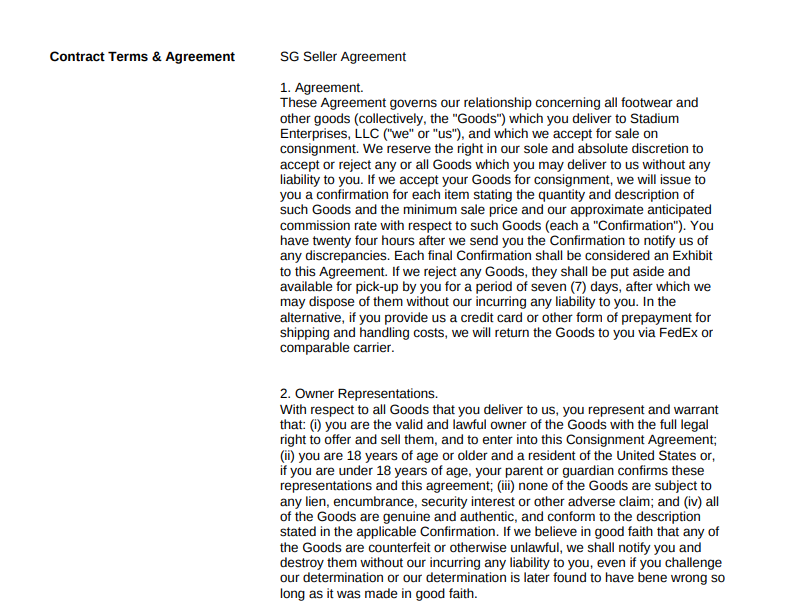 Contract Terms & Agreement
SG Seller Agreement
1. Agreement.
These Agreement governs our relationship concerning all footwear and
other goods (collectively, the "Goods") which you deliver to Stadium
Enterprises, LLC ("we" or "us"), and which we accept for sale on
consignment. We reserve the right in our sole and absolute discretion to
accept or reject any or all Goods which you may deliver to us without any
liability to you. If we accept your Goods for consignment, we will issue to
you a confirmation for each item stating the quantity and description of
such Goods and the minimum sale price and our approximate anticipated
commission rate with respect to such Goods (each a "Confirmation"). You
have twenty four hours after we send you the Confirmation to notify us of
any discrepancies. Each final Confirmation shall be considered an Exhibit
to this Agreement. If we reject any Goods, they shall be put aside and
available for pick-up by you for a period of seven (7) days, after which we
may dispose of them without our incurring any liability to you. In the
alternative, if you provide us a credit card or other form of prepayment for
shipping and handling costs, we will return the Goods to you via FedEx or
comparable carrier.
2. Owner Representations.
With respect to all Goods that you deliver to us, you represent and warrant
that: (i) you are the valid and lawful owner of the Goods with the full legal
right to offer and sell them, and to enter into this Consignment Agreement;
(ii) you are 18 years of age or older and a resident of the United States or,
if you are under 18 years of age, your parent or guardian confirms these
representations and this agreement; (iii) none of the Goods are subject to
any lien, encumbrance, security interest or other adverse claim; and (iv) all
of the Goods are genuine and authentic, and conform to the description
stated in the applicable Confirmation. If we believe in good faith that any of
the Goods are counterfeit or otherwise unlawful, we shall notify you and
destroy them without our incurring any liability to you, even if you challenge
our determination or our determination is later found to have bene wrong so
long as it was made in good faith.